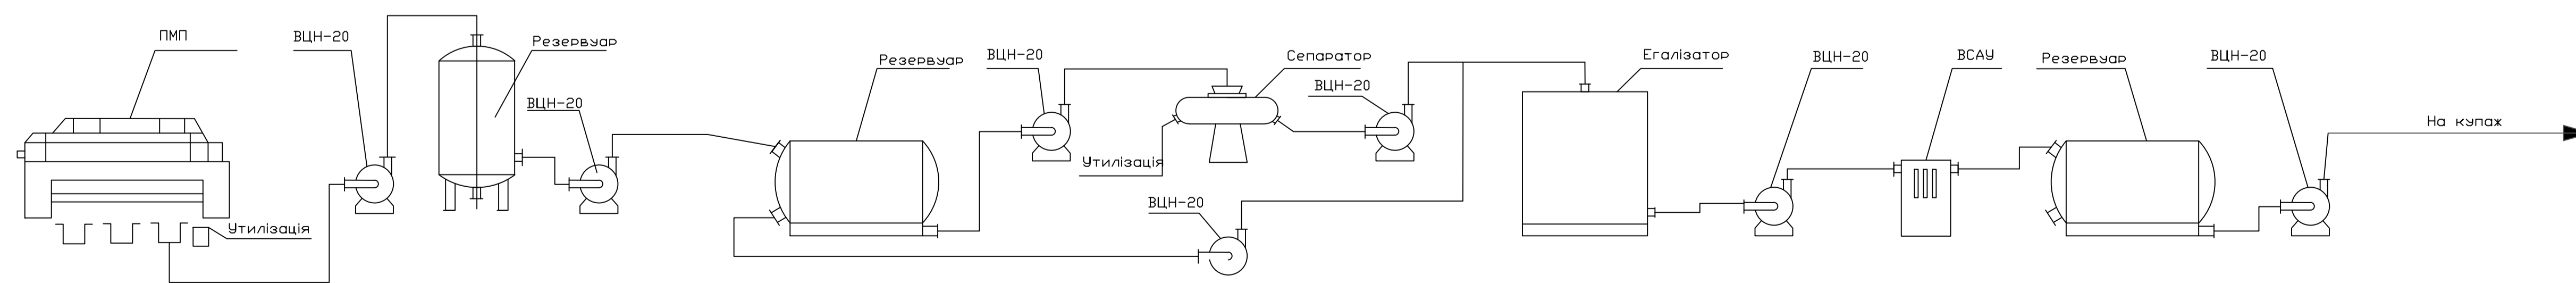 ПМП
ВЦН-20
Резервуар
ВЦН-20
Резервуар
ВЦН-20
Сепаратор
ВЦН-20
Егалізатор
ВЦН-20
ВСАУ
Резервуар
ВЦН-20
На купаж
Утилізація
Утилізація
ВЦН-20